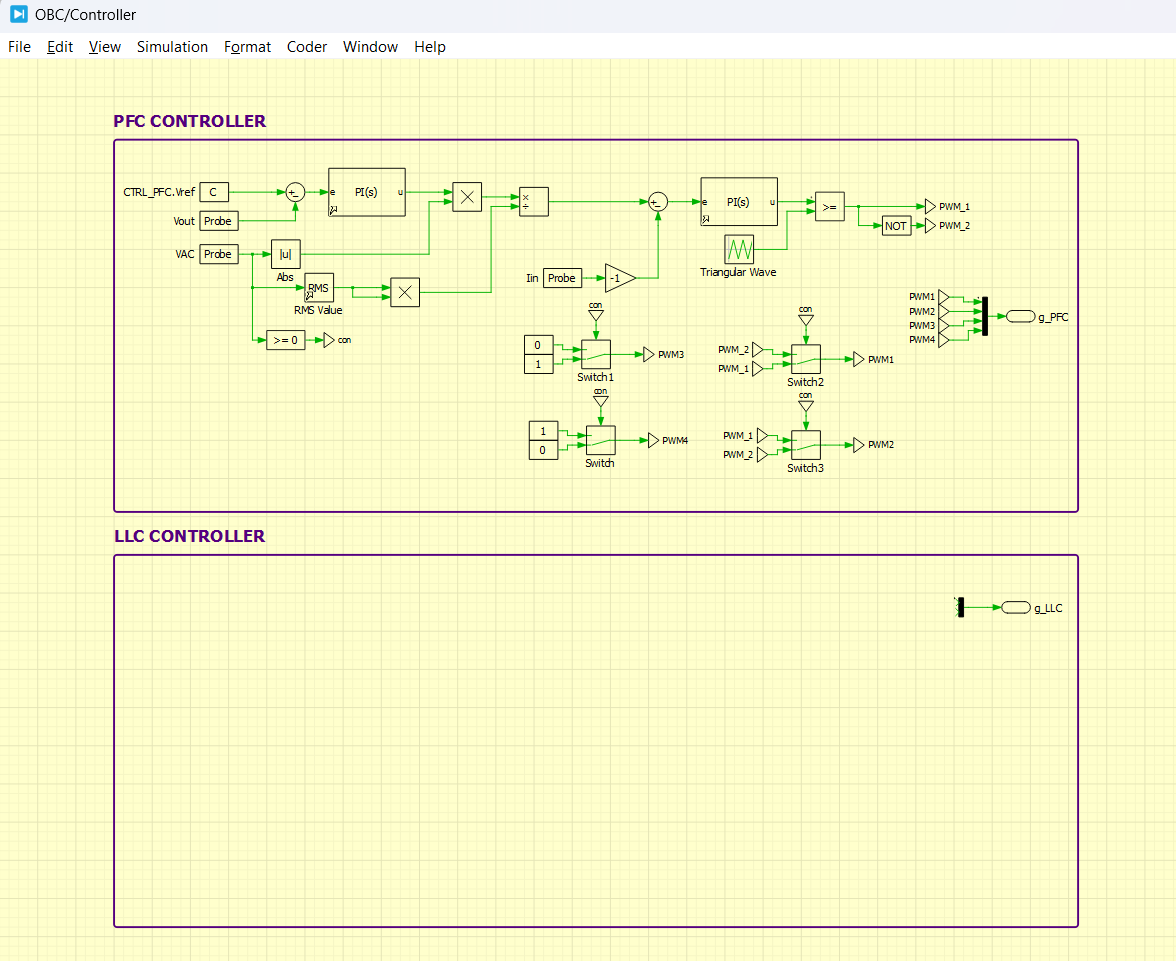 OBC/Controller
File Edit View Simulation Format Coder Window Help
PFC CONTROLLER
CTRL_PFC.Vref C
+
-
e PI(s) u
×
÷
Vout Probe
VAC Probe
|u|
Abs
RMS
RMS Value
>= 0
con
+
-
e PI(s) u
>=
PWM_1
NOT
PWM_2
Triangular Wave
Iin Probe
-1
con
0
1
Switch1
PWM3
con
1
0
Switch
PWM4
con
PWM_2
PWM_1
Switch2
PWM1
con
PWM_1
PWM_2
Switch3
PWM2
PWM1
PWM2
PWM3
PWM4
g_PFC
LLC CONTROLLER
g_LLC